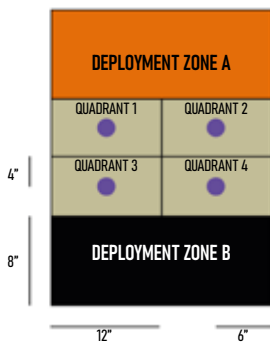 DEPLOYMENT ZONE A
QUADRANT 1 QUADRANT 2
QUADRANT 3 QUADRANT 4
4”
DEPLOYMENT ZONE B
8”
12” 6”